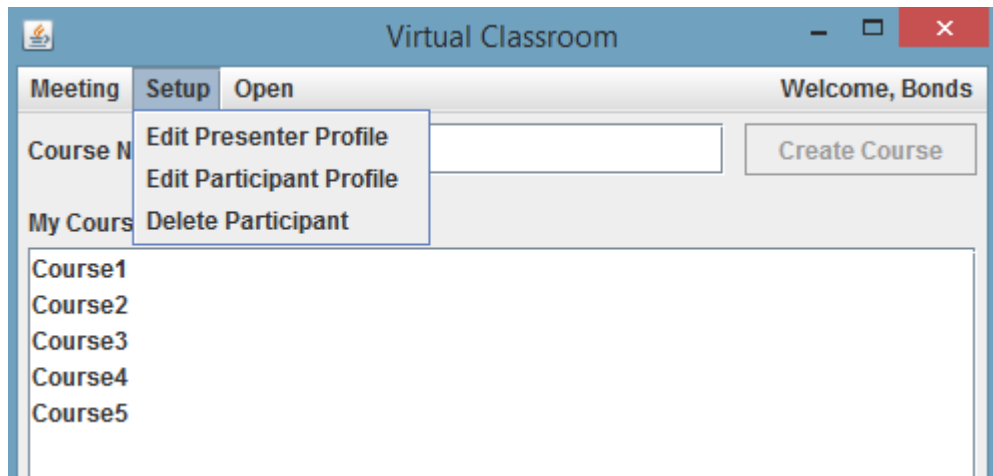 Virtual Classroom
Meeting Setup Open Welcome, Bonds
Edit Presenter Profile
Course N Create Course
Edit Participant Profile
My Cours Delete Participant
Course1
Course2
Course3
Course4
Course5